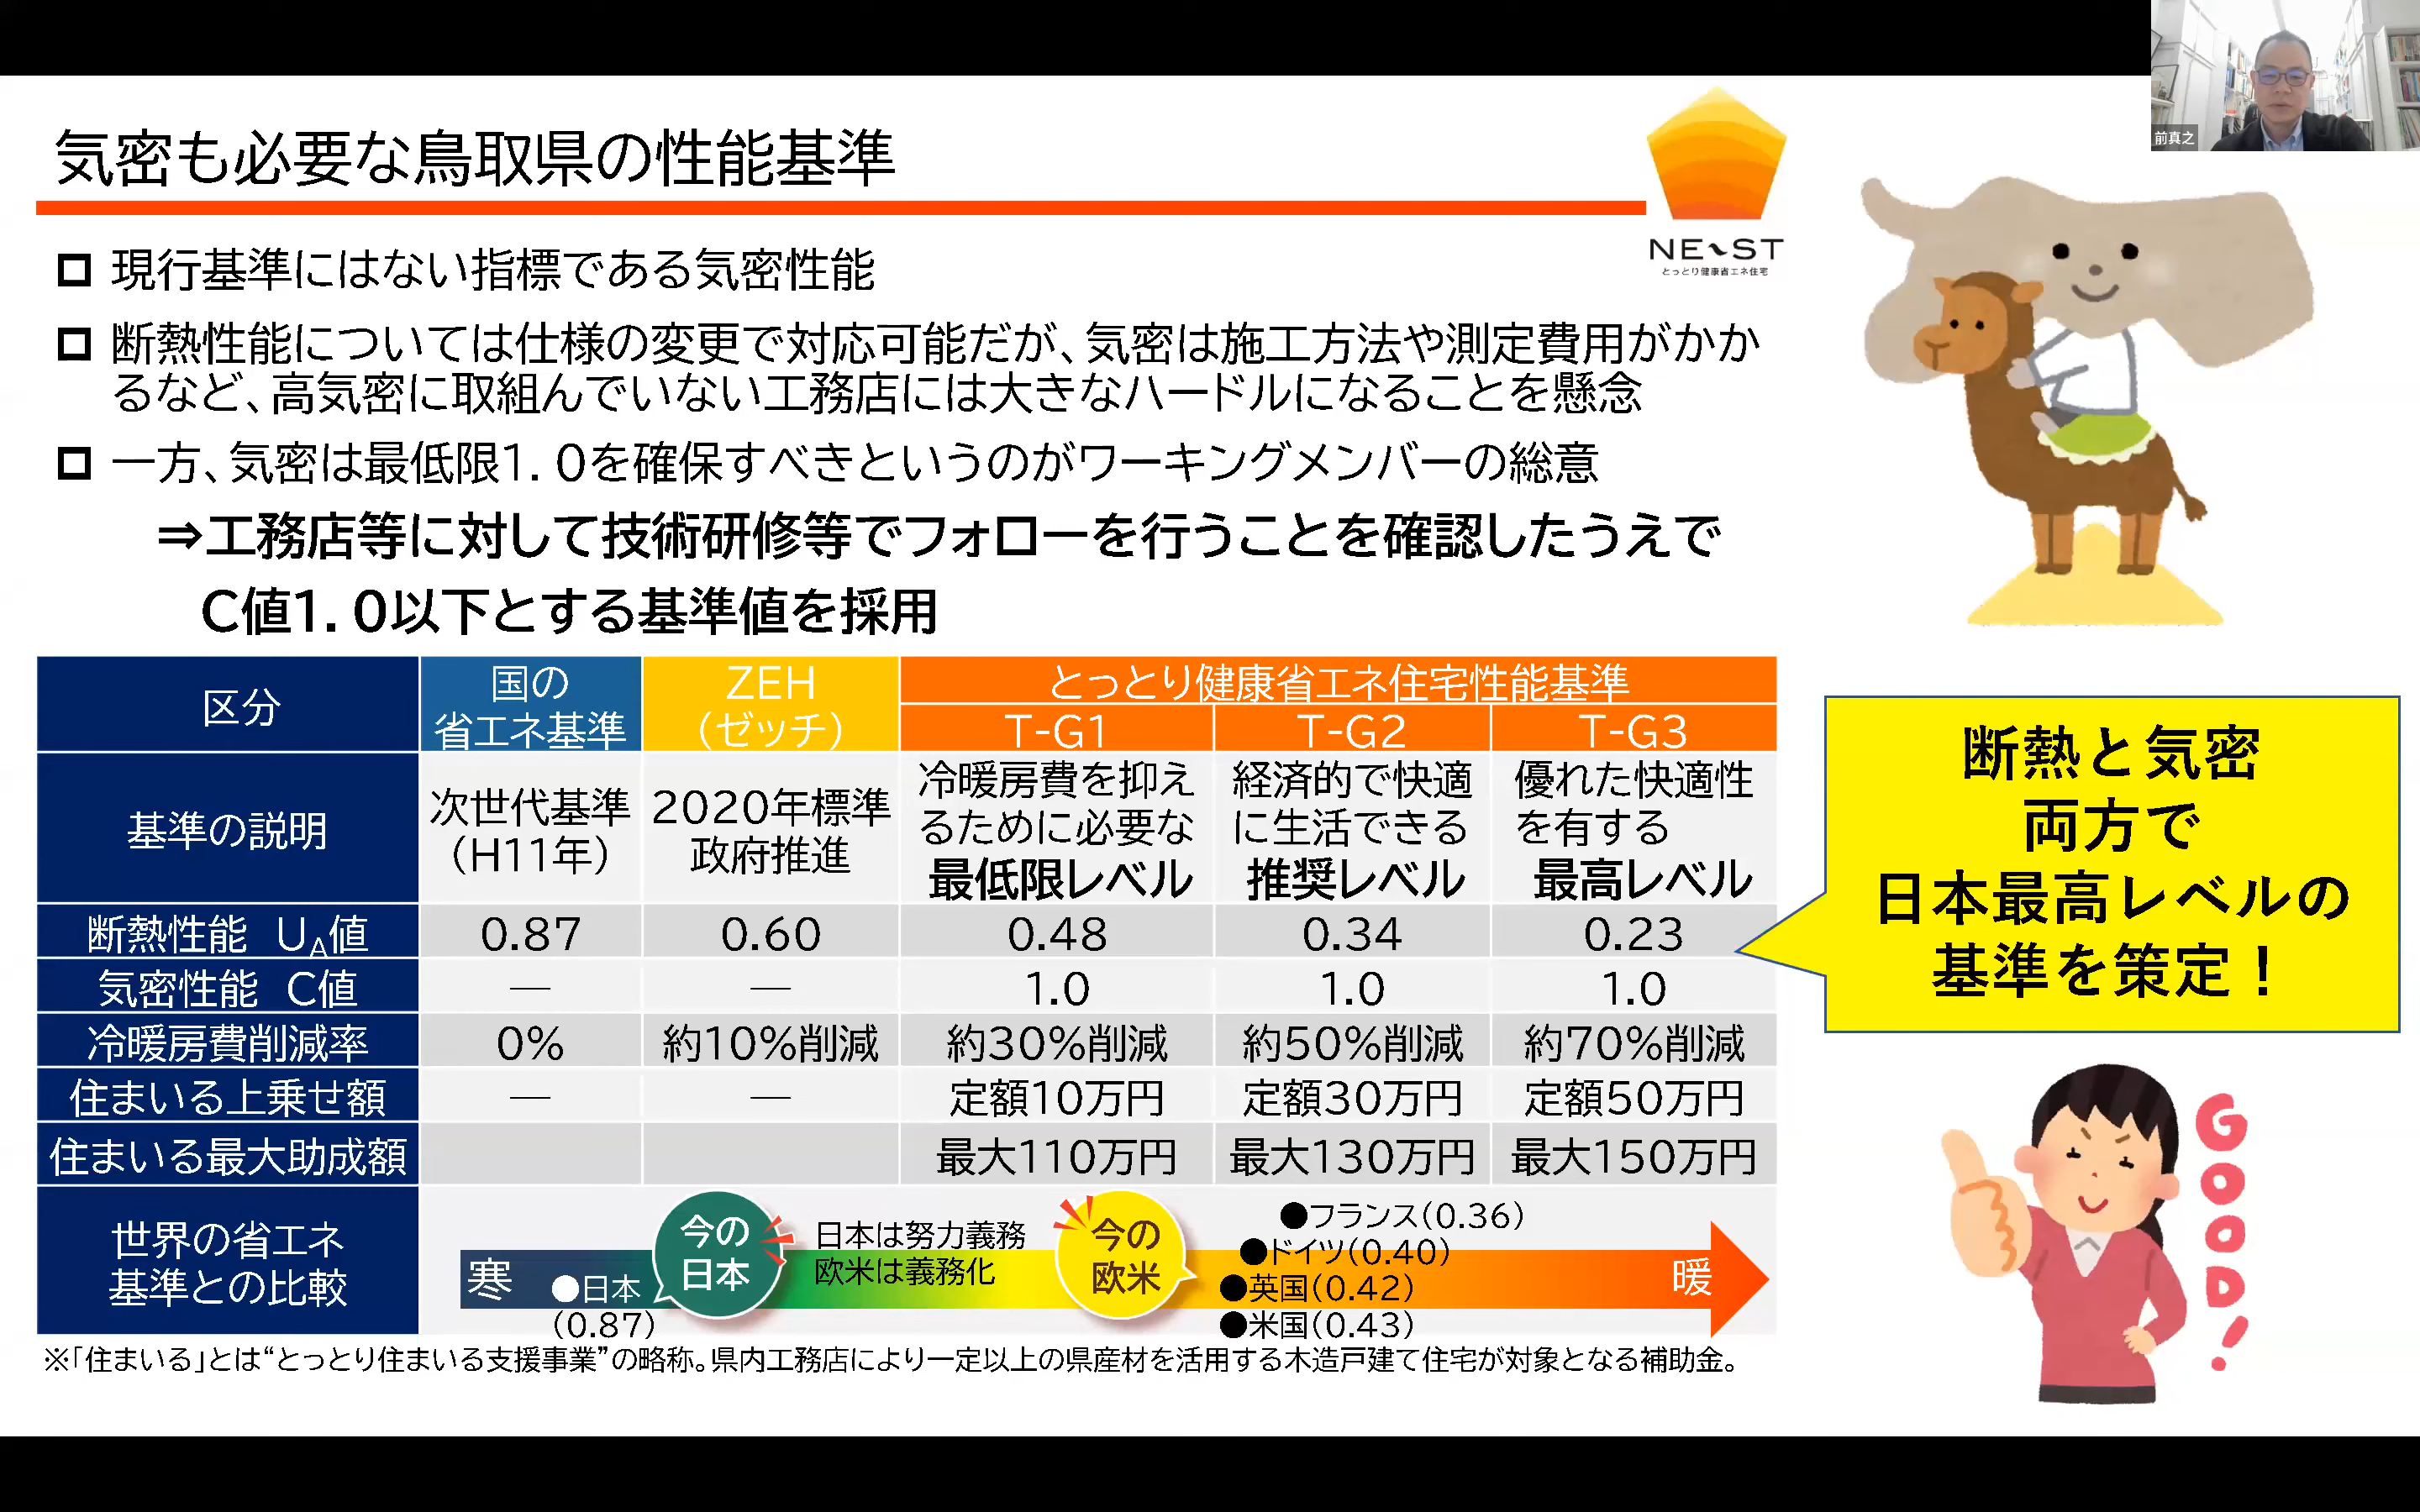 前真之
気密も必要な鳥取県の性能基準
NE-ST
とっとり健康省エネ住宅
現行基準にはない指標である気密性能
断熱性能については仕様の変更で対応可能だが、気密は施工方法や測定費用がかか
るなど、高気密に取組んでいない工務店には大きなハードルになることを懸念
一方、気密は最低限1.0を確保すべきというのがワーキングメンバーの総意
⇒工務店等に対して技術研修等でフォローを行うことを確認したうえで
C値1.0以下とする基準値を採用
区分
国の
省エネ基準
ZEH
(ゼッチ)
とっとり健康省エネ住宅性能基準
T-G1
T-G2
T-G3
基準の説明
次世代基準
(H11年)
2020年標準
政府推進
冷暖房費を抑え
るために必要な
最低限レベル
経済的で快適
に生活できる
推奨レベル
優れた快適性
を有する
最高レベル
断熱性能 UA値 0.87 0.60 0.48 0.34 0.23
気密性能 C値 — — 1.0 1.0 1.0
冷暖房費削減率 0% 約10%削減 約30%削減 約50%削減 約70%削減
住まいる上乗せ額 — — 定額10万円 定額30万円 定額50万円
住まいる最大助成額 最大110万円 最大130万円 最大150万円
世界の省エネ
基準との比較
寒
●日本
(0.87)
今の
日本
日本は努力義務
欧米は義務化
今の
欧米
●フランス(0.36)
●ドイツ(0.40)
●英国(0.42)
●米国(0.43)
暖
※「住まいる」とは“とっとり住まいる支援事業”の略称。県内工務店により一定以上の県産材を活用する木造戸建て住宅が対象となる補助金。
断熱と気密
両方で
日本最高レベルの
基準を策定！
GOOD!